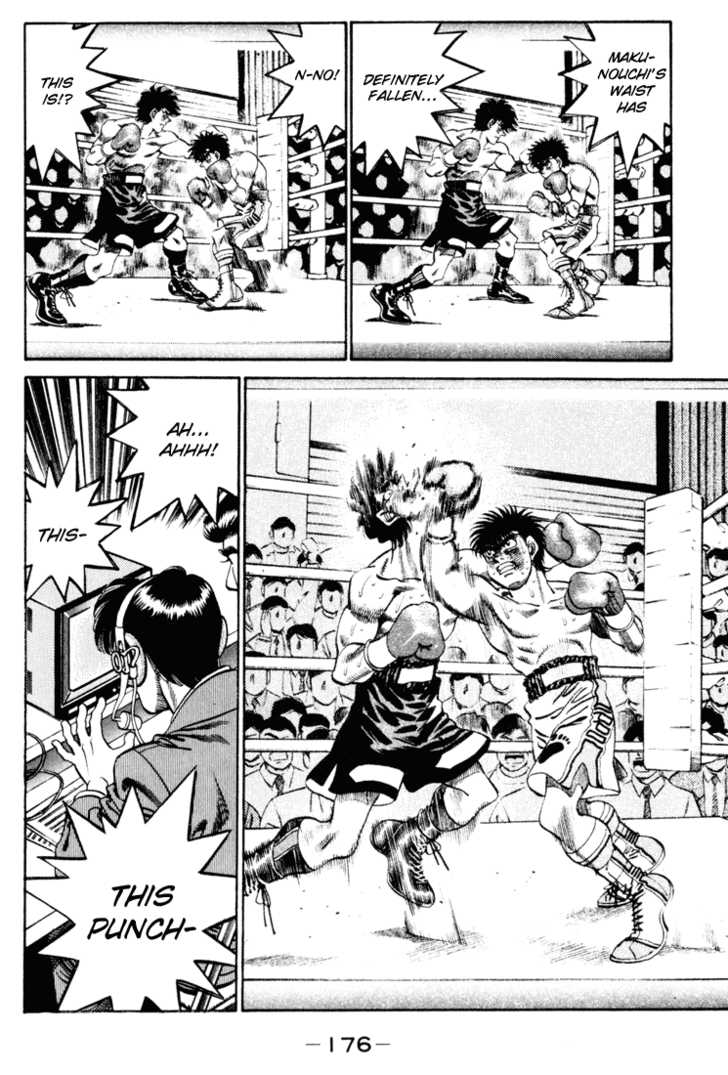 MAKU-
NOUCHI'S
WAIST
HAS
DEFINITELY
FALLEN...
N-NO!
THIS
IS!?
AH...
AHHH!
THIS-
THIS
PUNCH-
-176-